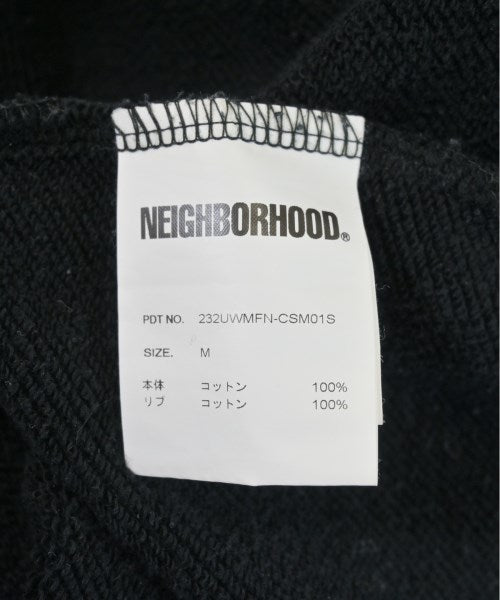 NEIGHBORHOOD®
PDT NO. 232UWMFN-CSM01S
SIZE. M
本体 コットン 100%
リブ コットン 100%